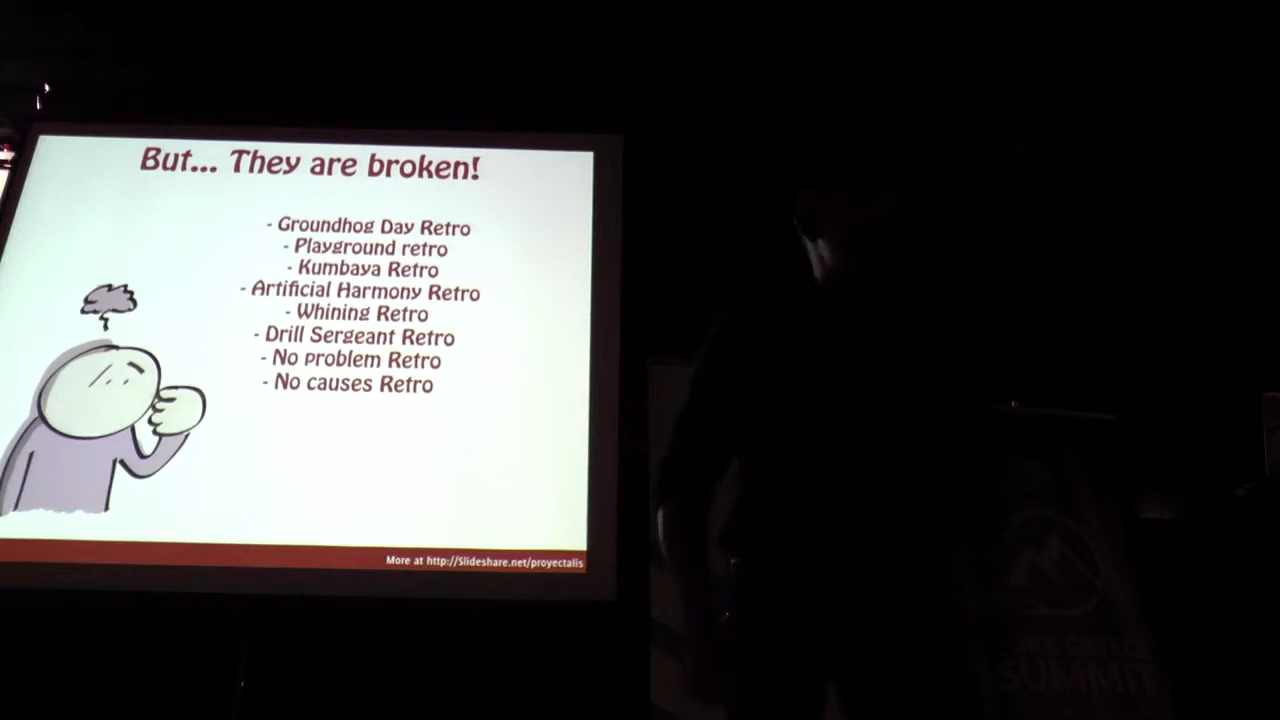 But... They are broken!
- Groundhog Day Retro
- Playground retro
- Kumbaya Retro
- Artificial Harmony Retro
- Whining Retro
- Drill Sergeant Retro
- No problem Retro
- No causes Retro
More at http://Slideshare.net/proyectalis
SUMMIT